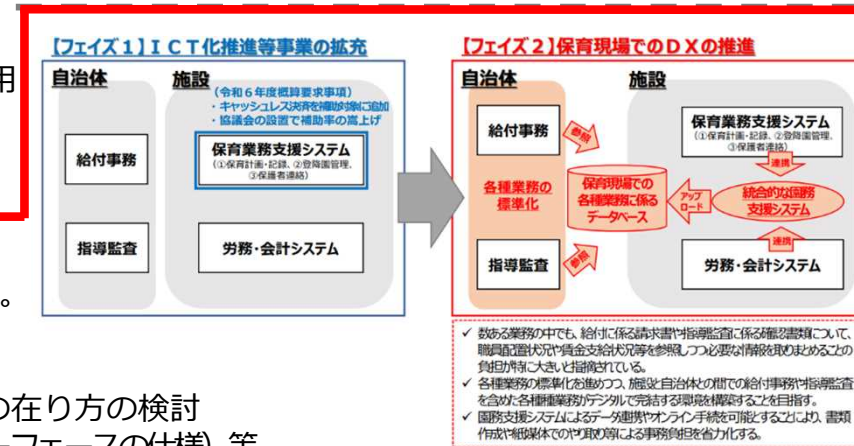 用
。
の在り方の検討
ーフェースの仕様) 等
【フェイズ1】ICT化推進等事業の拡充
自治体
施設
(令和6年度概算要求事項)
・キャッシュレス決済を補助対象に追加
・協議会の設置で補助率の嵩上げ
給付事務
保育業務支援システム
(①保育計画・記録、②登降園管理、
③保護者連絡)
指導監査
労務・会計システム
【フェイズ2】保育現場でのDXの推進
自治体
施設
給付事務
参照
保育業務支援システム
(①保育計画・記録、②登降園管理、
③保護者連絡)
連携
各種業務の
標準化
保育現場での
各種業務に係る
データベース
アップ
ロード
統合的な園務
支援システム
連携
指導監査
参照
労務・会計システム
✓ 数ある業務の中でも、給付に係る請求書や指導監査に係る確認書類について、
職員配置状況や賃金支給状況等を参照しつつ必要な情報を取りまとめることの
負担が特に大きいと指摘されている。
✓ 各種業務の標準化を進めつつ、施設と自治体との間での給付事務や指導監査
を含めた各種業務がデジタルで完結する環境を構築することを目指す。
✓ 園務支援システムによるデータ連携やオンライン手続を可能とすることにより、書類
作成や紙媒体でのやり取り等による事務負担を省力化する。